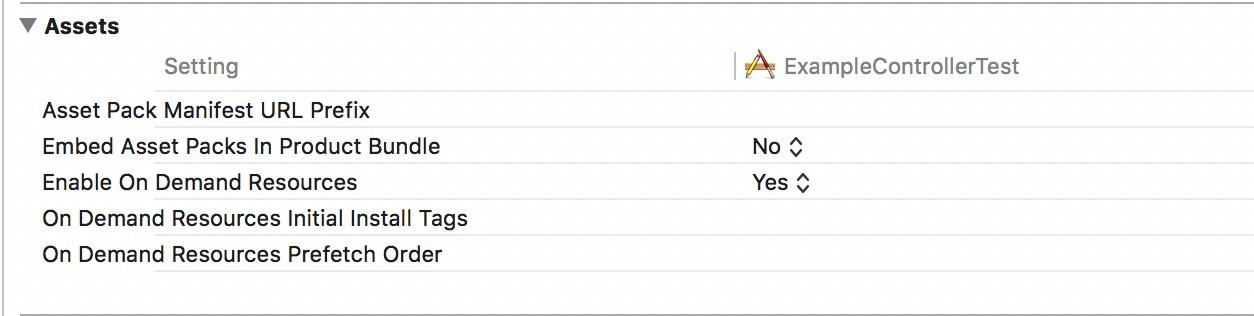 Assets
Setting ExampleControllerTest
Asset Pack Manifest URL Prefix
Embed Asset Packs In Product Bundle No
Enable On Demand Resources Yes
On Demand Resources Initial Install Tags
On Demand Resources Prefetch Order